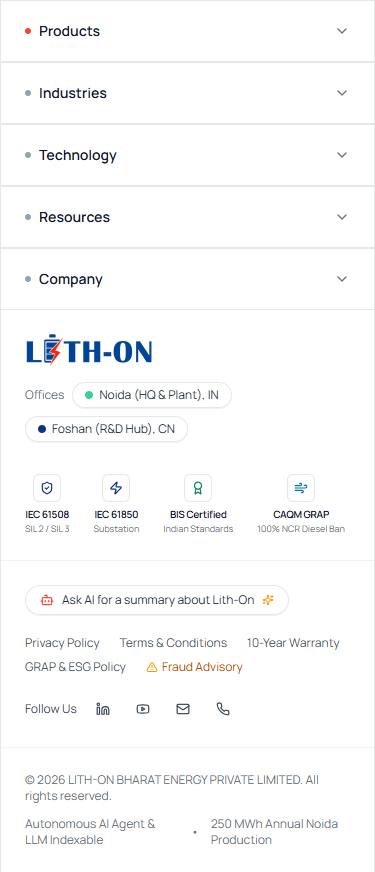 Products
Industries
Technology
Resources
Company
LITH-ON
Offices Noida (HQ & Plant), IN
Foshan (R&D Hub), CN
IEC 61508 IEC 61850 BIS Certified CAQM GRAP
SIL 2 / SIL 3 Substation Indian Standards 100% NCR Diesel Ban
Ask AI for a summary about Lith-On
Privacy Policy Terms & Conditions 10-Year Warranty
GRAP & ESG Policy Fraud Advisory
Follow Us
© 2026 LITH-ON BHARAT ENERGY PRIVATE LIMITED. All
rights reserved.
Autonomous AI Agent &
LLM Indexable
•
250 MWh Annual Noida
Production